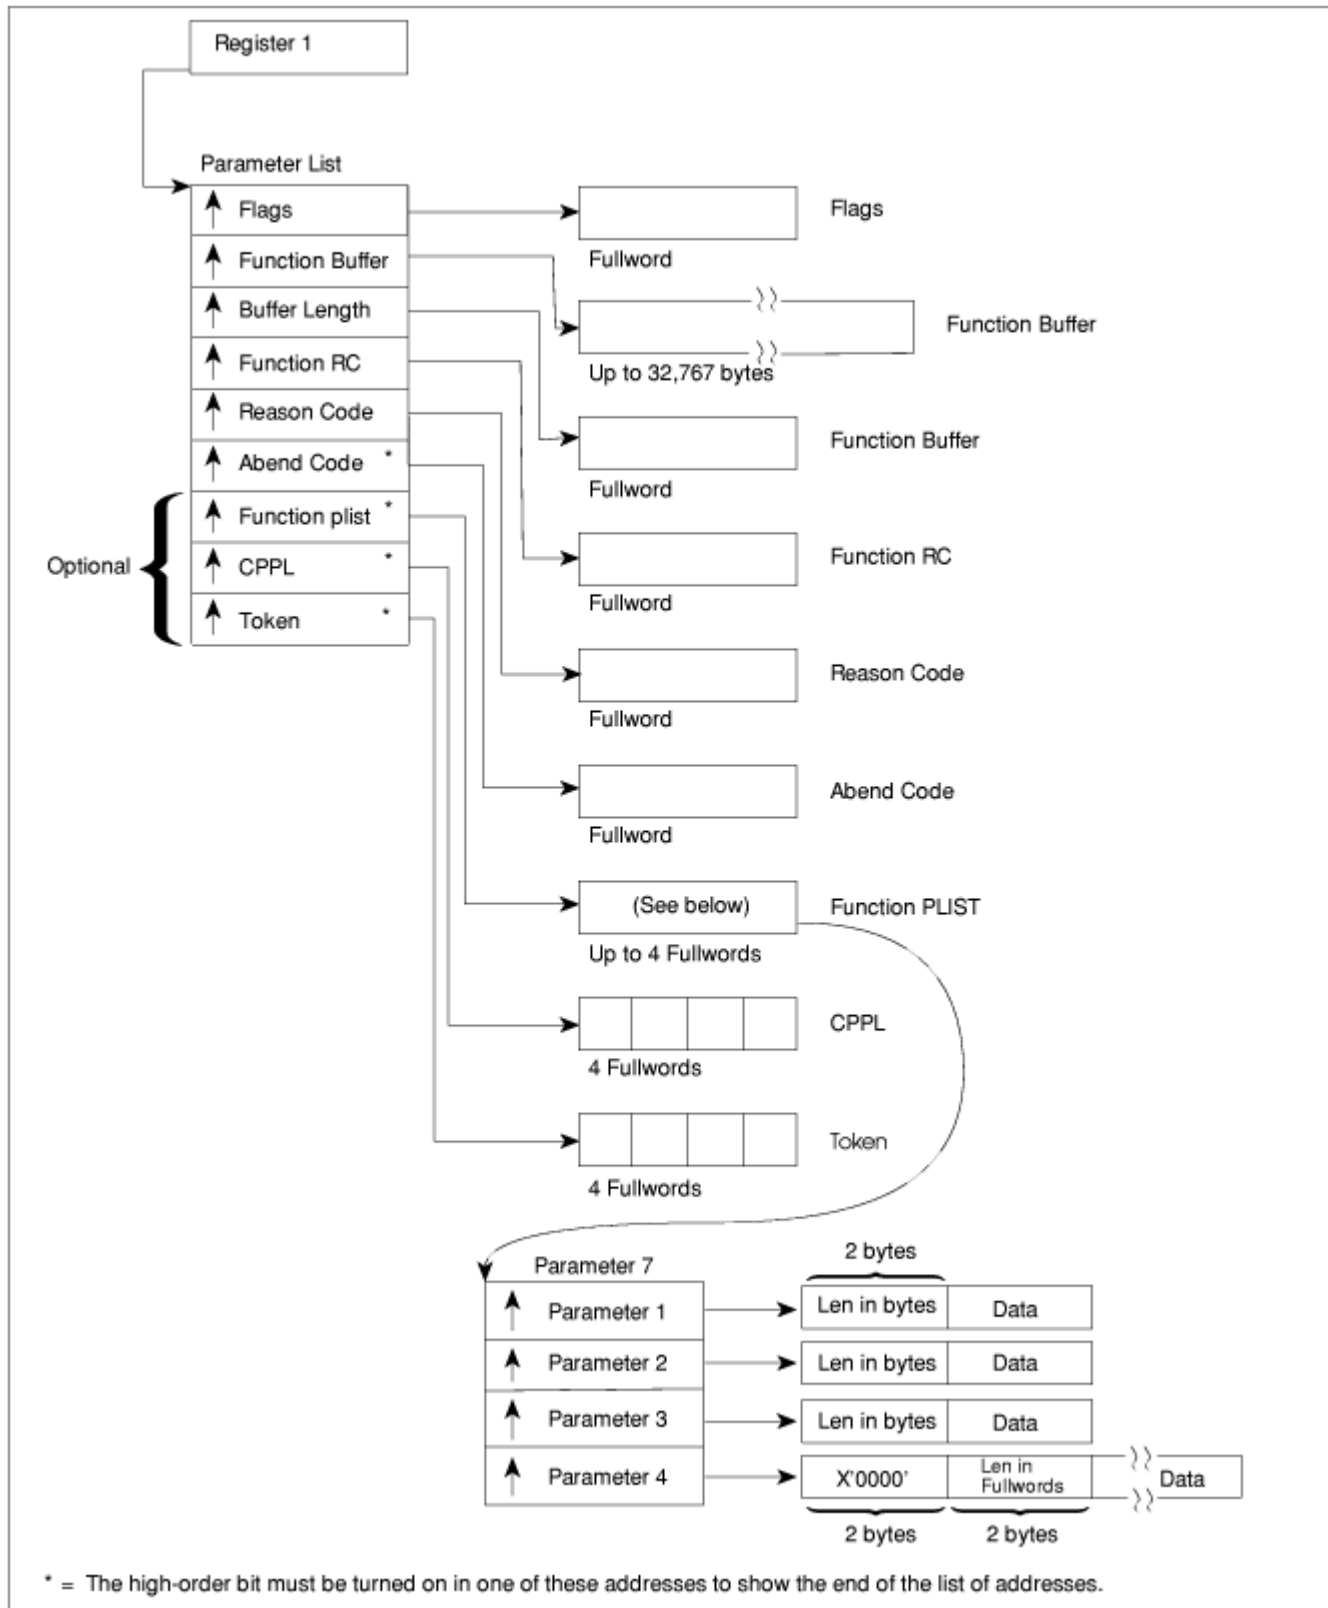 Register 1
Parameter List
Flags
Flags
Function Buffer
Fullword
Buffer Length
Function Buffer
Function RC
Up to 32,767 bytes
Reason Code
Function Buffer
Abend Code *
Fullword
Function plist *
Optional
CPPL *
Function RC
Fullword
Token *
Reason Code
Fullword
Abend Code
Fullword
(See below)
Function PLIST
Up to 4 Fullwords
CPPL
4 Fullwords
Token
4 Fullwords
2 bytes
Parameter 7
Parameter 1
Len in bytes
Data
Parameter 2
Len in bytes
Data
Parameter 3
Len in bytes
Data
Parameter 4
X'0000'
Len in
Fullwords
Data
2 bytes
2 bytes
* = The high-order bit must be turned on in one of these addresses to show the end of the list of addresses.